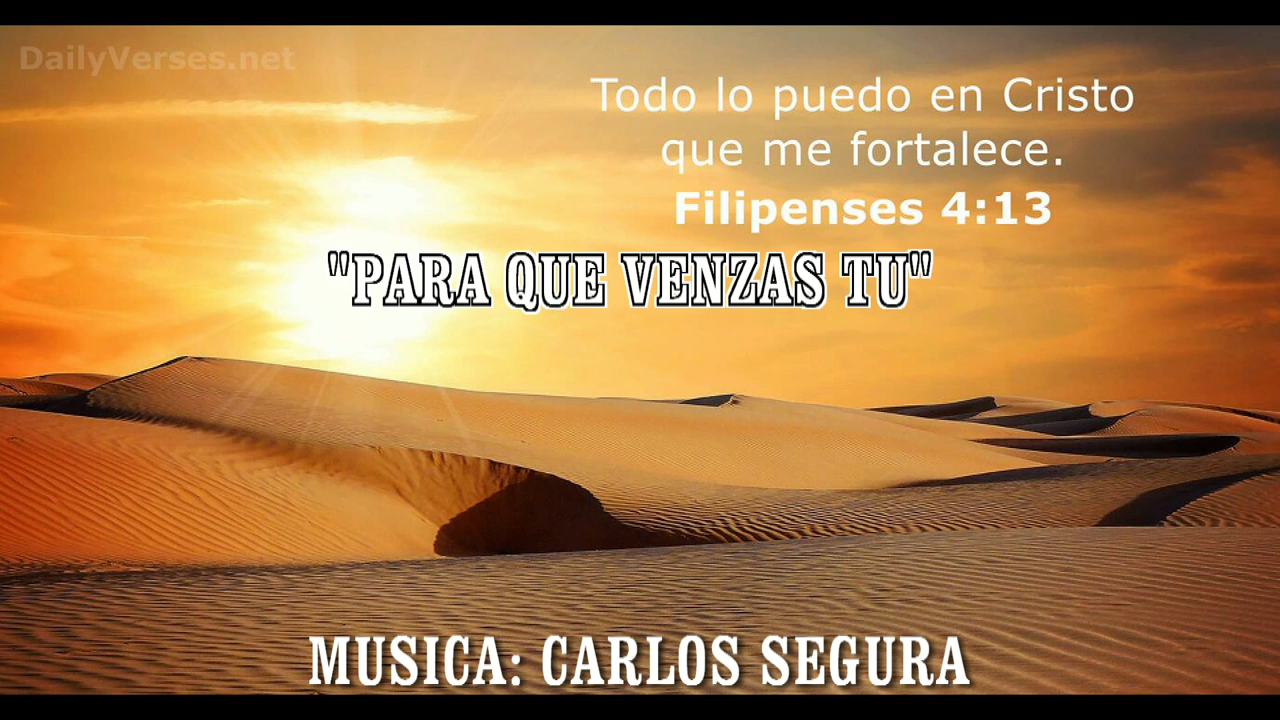 DailyVerses.net
Todo lo puedo en Cristo
que me fortalece.
Filipenses 4:13
"PARA QUE VENZAS TU"
MUSICA: CARLOS SEGURA